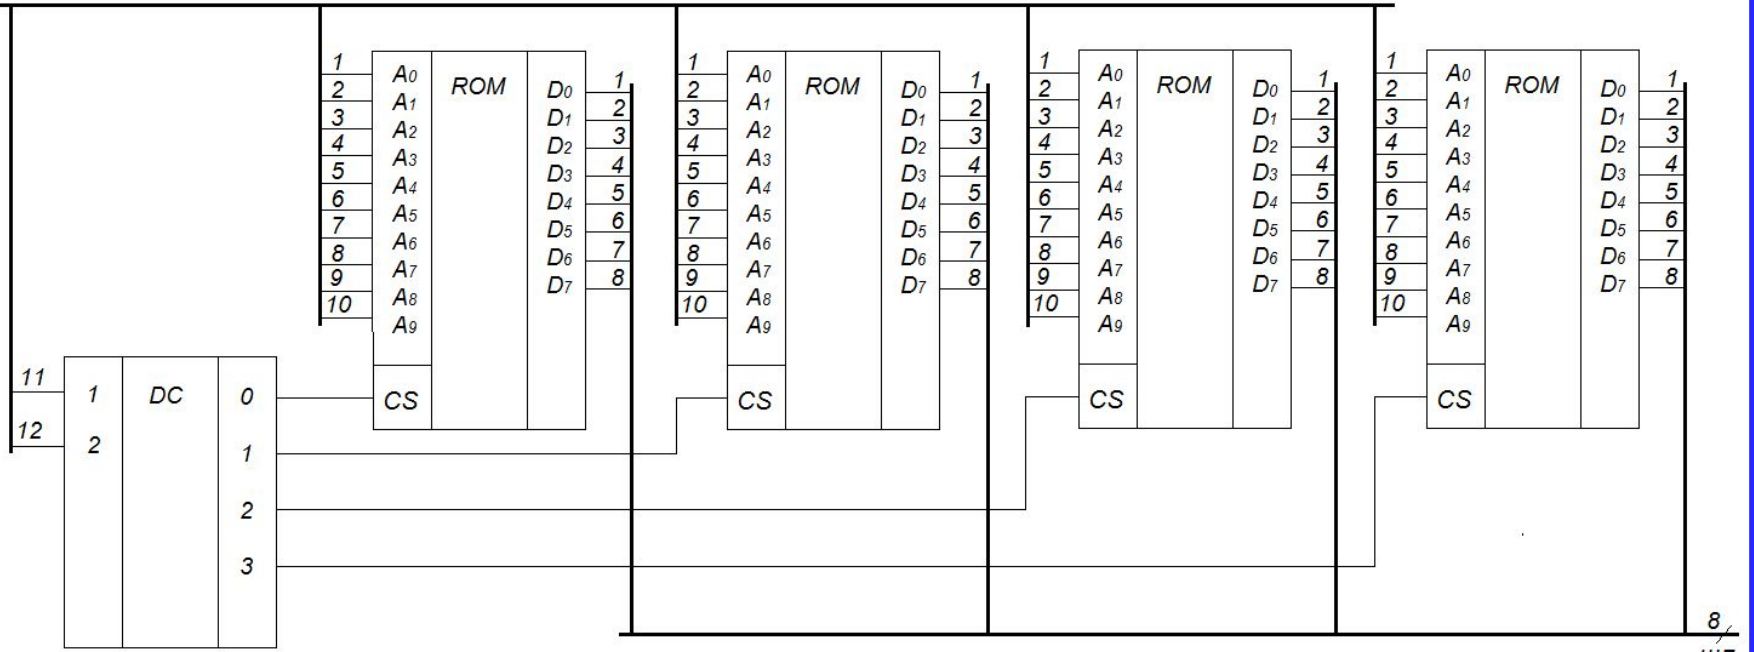 1 A0 ROM 1 A0 ROM 1 A0 ROM 1 A0 ROM
2 A1 D0 1 2 A1 D0 1 2 A1 D0 1 2 A1 D0 1
3 A2 D1 2 3 A2 D1 2 3 A2 D1 2 3 A2 D1 2
4 A3 D2 3 4 A3 D2 3 4 A3 D2 3 4 A3 D2 3
5 A4 D3 4 5 A4 D3 4 5 A4 D3 4 5 A4 D3 4
6 A5 D4 5 6 A5 D4 5 6 A5 D4 5 6 A5 D4 5
7 A6 D5 6 7 A6 D5 6 7 A6 D5 6 7 A6 D5 6
8 A7 D6 7 8 A7 D6 7 8 A7 D6 7 8 A7 D6 7
9 A8 D7 8 9 A8 D7 8 9 A8 D7 8 9 A8 D7 8
10 A9 10 A9 10 A9 10 A9
11 1 DC 0 CS CS CS CS
12 2 1
2
3
8